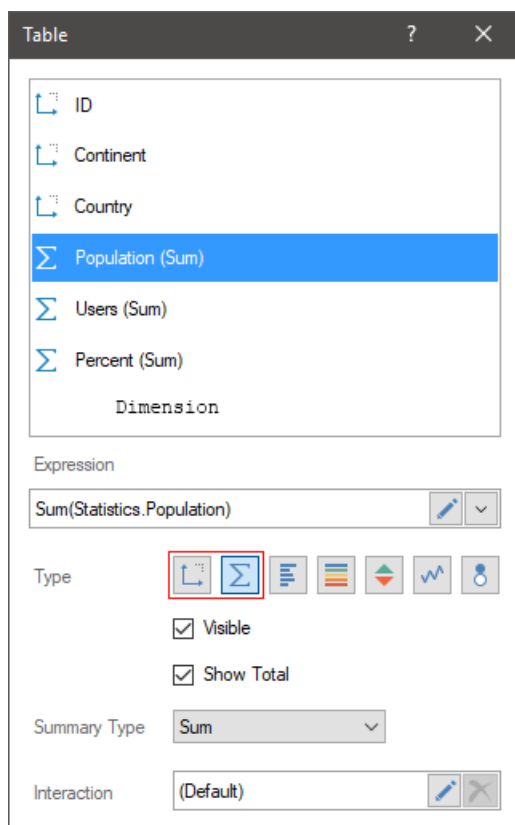 Table ?
ID
Continent
Country
Population (Sum)
Users (Sum)
Percent (Sum)
Dimension
Expression
Sum(Statistics.Population)
Type
Visible
Show Total
Summary Type Sum
Interaction (Default)